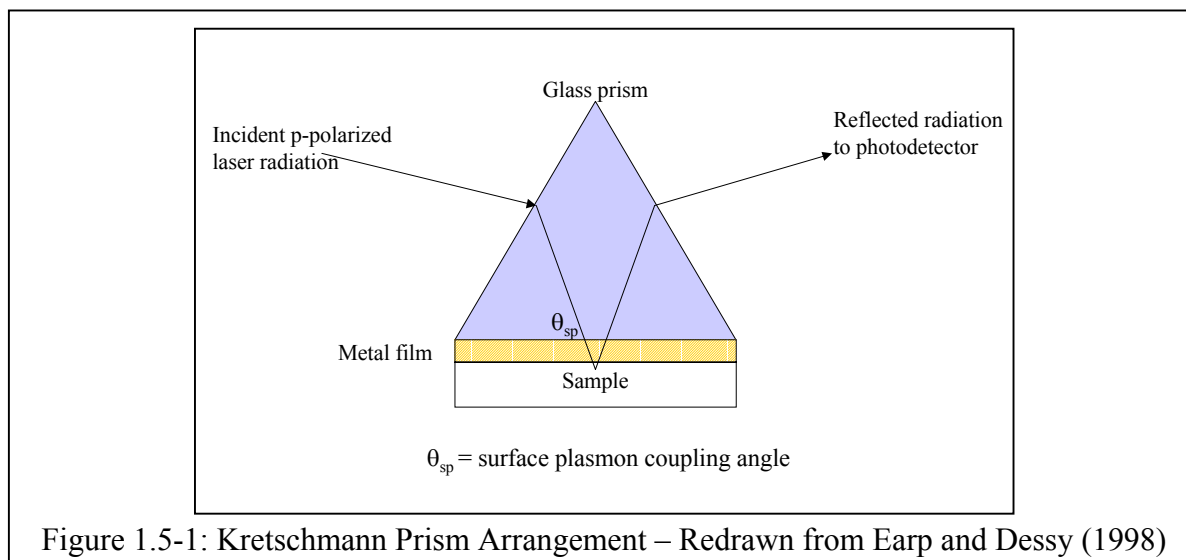 Glass prism
Incident p-polarized
laser radiation
Reflected radiation
to photodetector
θsp
Metal film
Sample
θsp = surface plasmon coupling angle
Figure 1.5-1: Kretschmann Prism Arrangement – Redrawn from Earp and Dessy (1998)